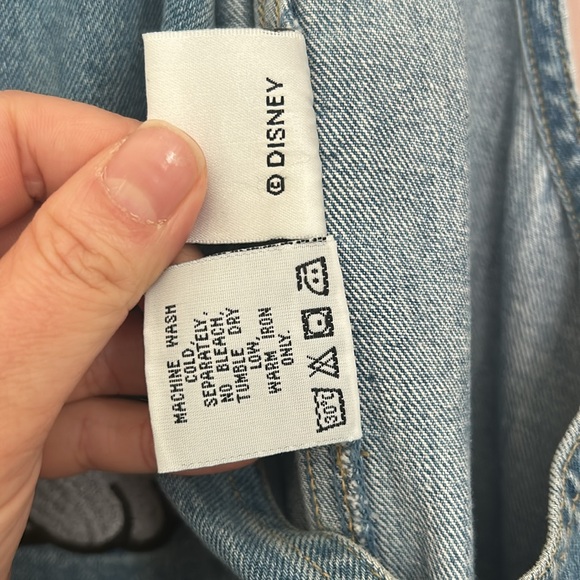 © DISNEY
MACHINE WASH
COLD,
SEPARATELY.
NO BLEACH,
TUMBLE DRY
LOW,
WARM IRON
ONLY.
30°C